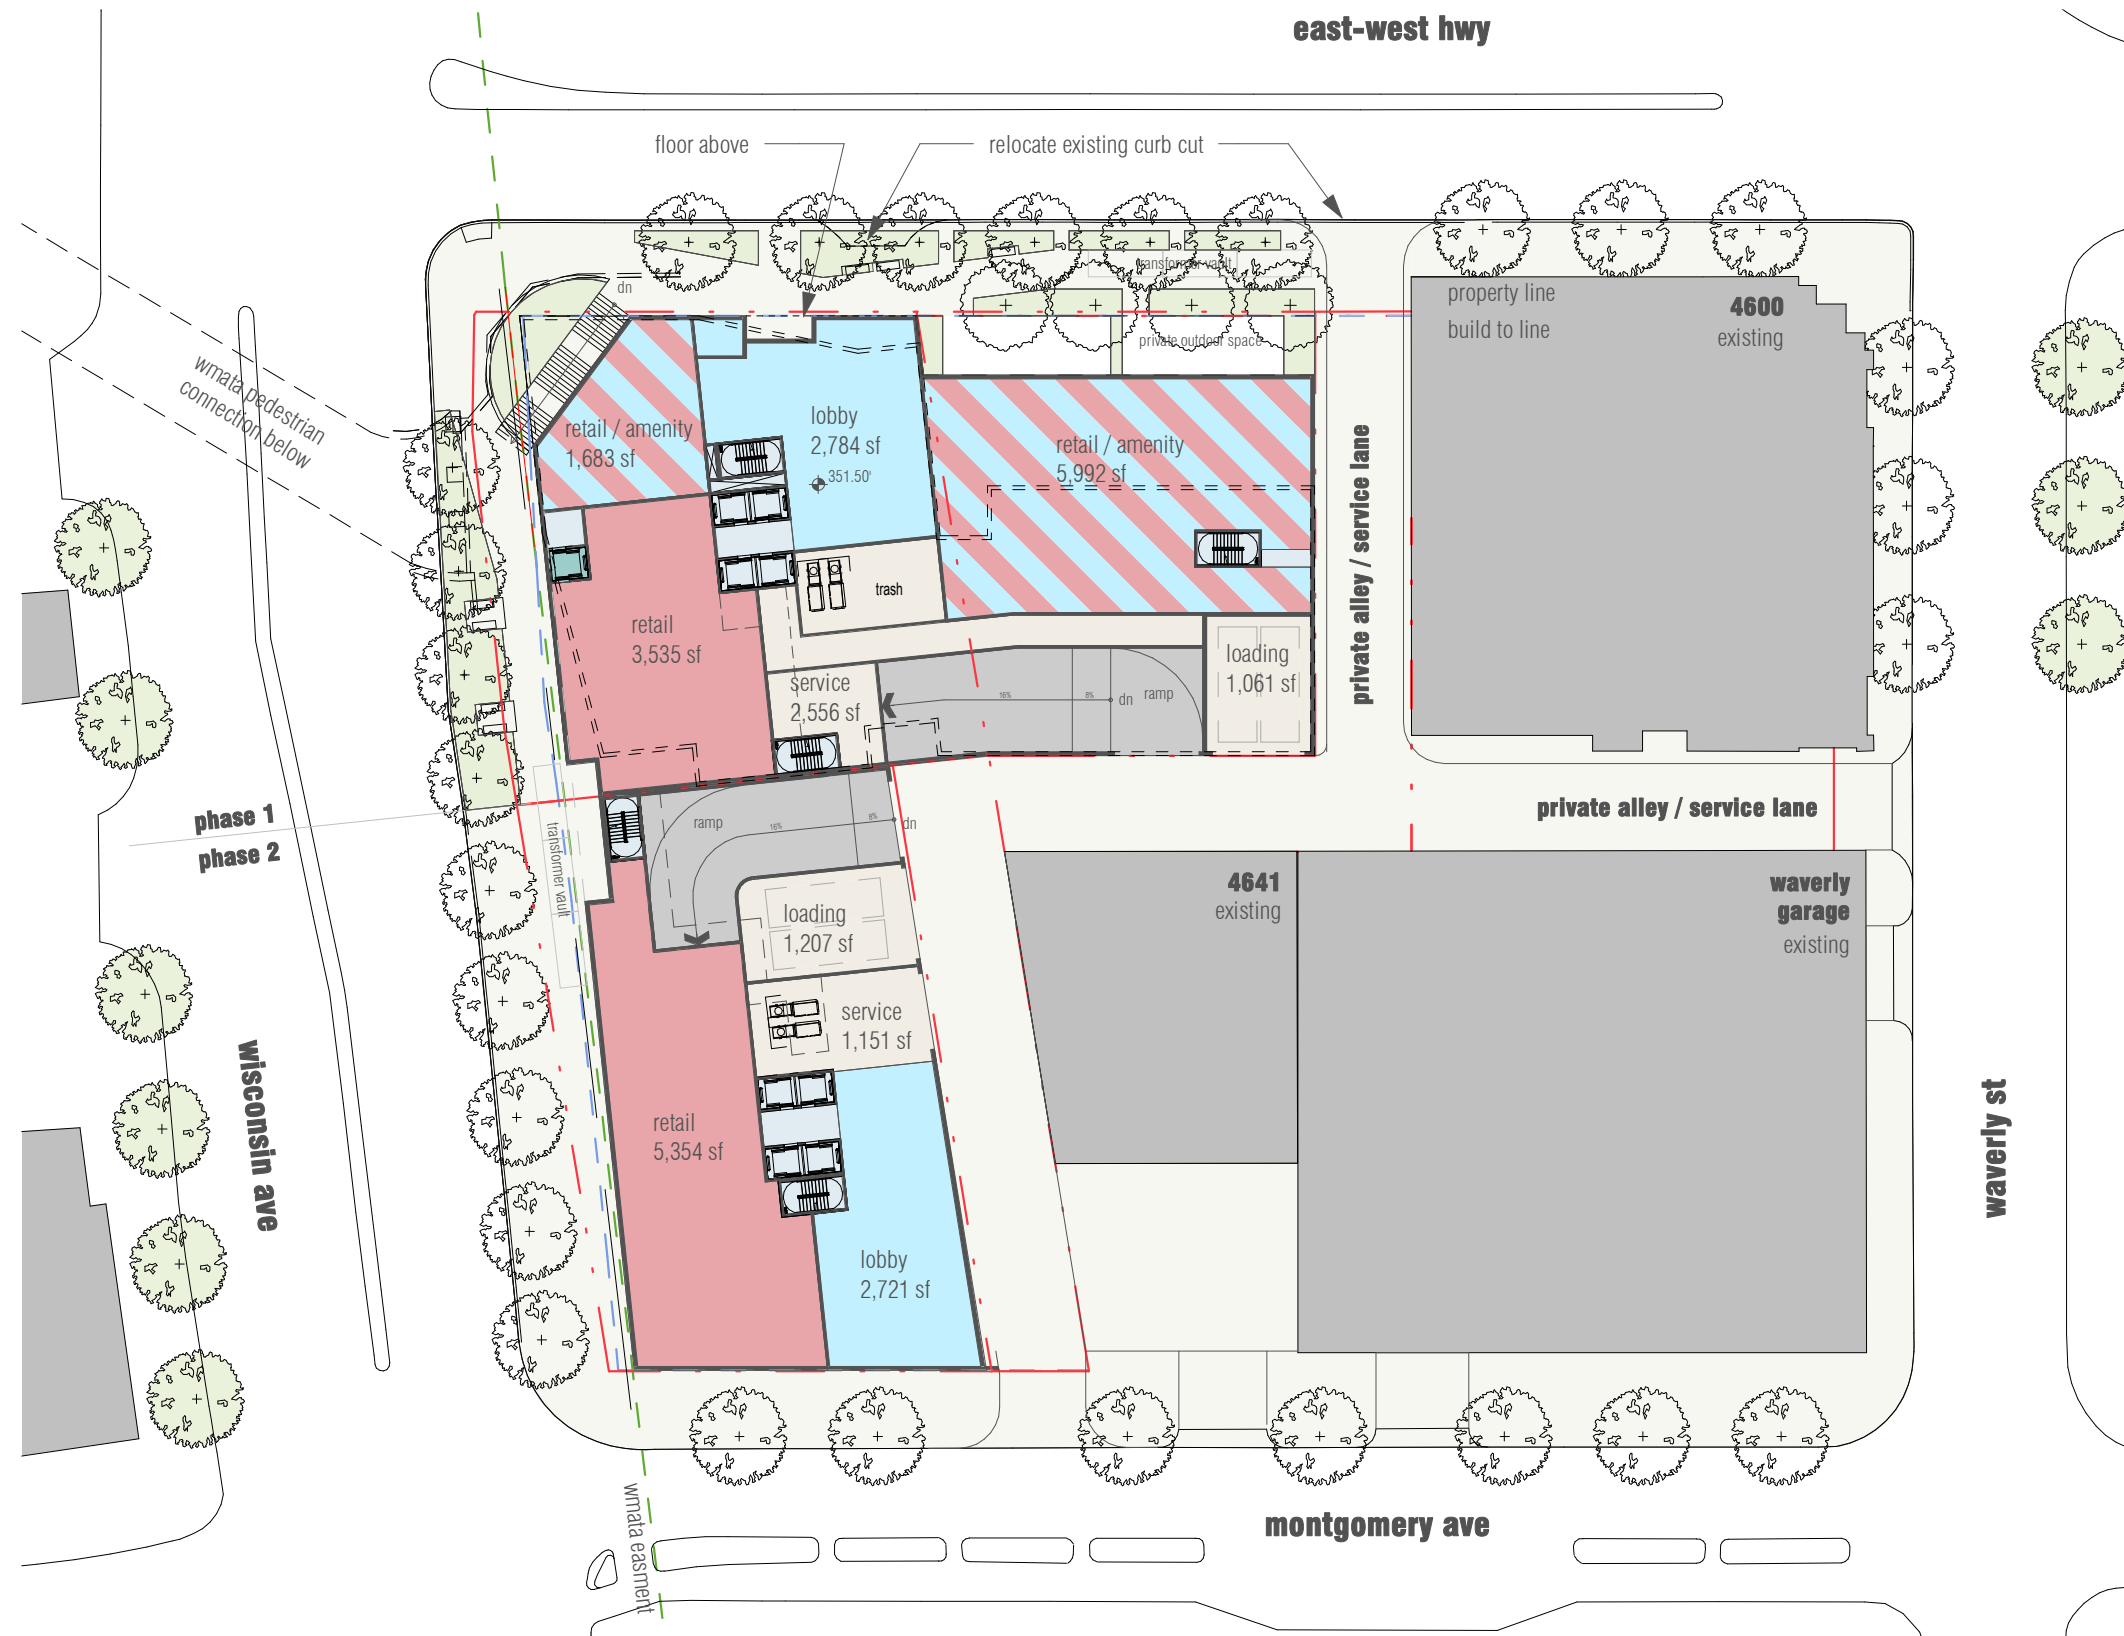 east-west hwy
floor above
relocate existing curb cut
dn
transformer vault
property line
build to line
4600
existing
private outdoor space
wmata pedestrian
connection below
retail / amenity
1,683 sf
lobby
2,784 sf
351.50'
retail / amenity
5,992 sf
private alley / service lane
trash
retail
3,535 sf
loading
1,061 sf
service
2,556 sf
16%
8%
dn
ramp
phase 1
phase 2
ramp
16%
8%
dn
transformer vault
private alley / service lane
loading
1,207 sf
4641
existing
waverly
garage
existing
service
1,151 sf
wisconsin ave
retail
5,354 sf
waverly st
lobby
2,721 sf
wmata easment
montgomery ave